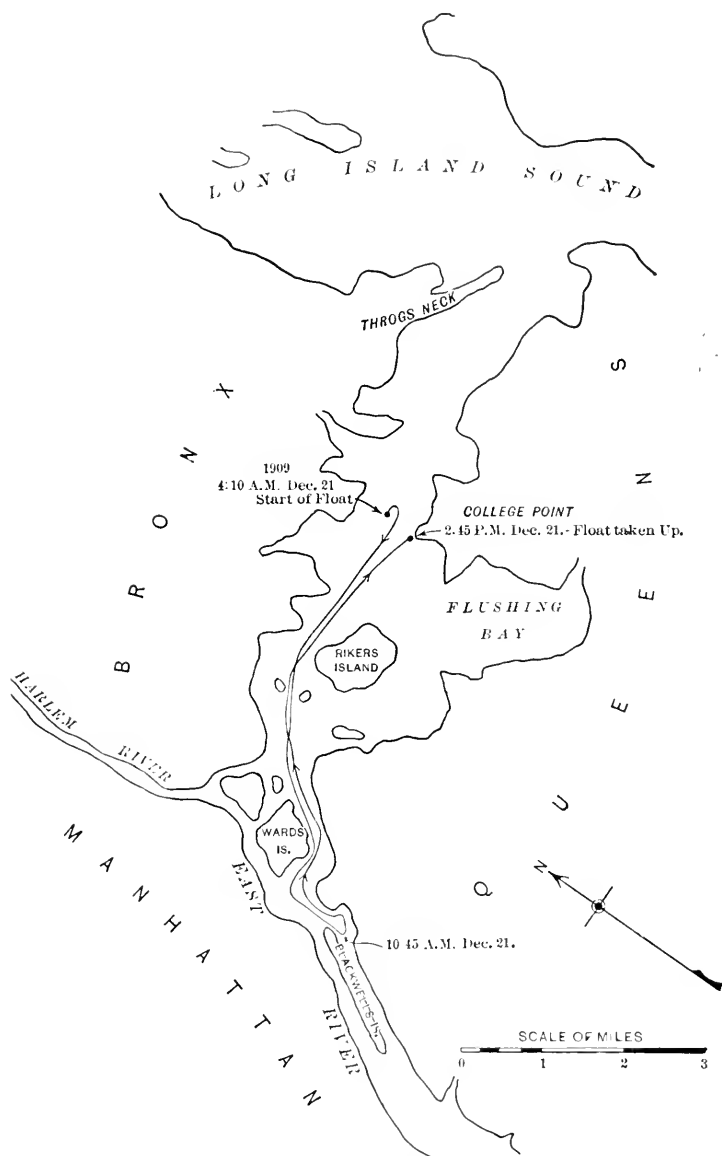 LONG ISLAND SOUND
THROGS NECK
BRONX
1909
4:10 A.M. Dec. 21
Start of Float
COLLEGE POINT
2.45 P.M. Dec. 21.- Float taken Up.
FLUSHING
BAY
RIKERS
ISLAND
QUEENS
HARLEM
RIVER
WARDS
IS.
MANHATTAN
EAST
RIVER
N
10 45 A.M. Dec. 21.
BLACKWELLS IS.
SCALE OF MILES
0 1 2 3